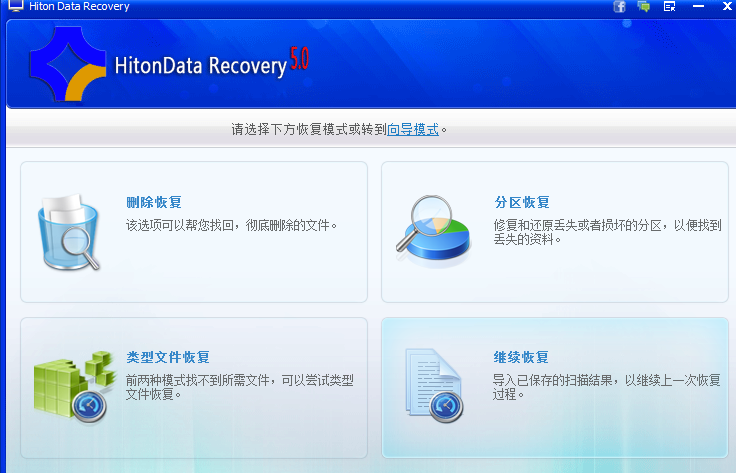 Hiton Data Recovery
HitonData Recovery 5.0
请选择下方恢复模式或转到向导模式。
删除恢复
该选项可以帮您找回，彻底删除的文件。
分区恢复
修复和还原丢失或者损坏的分区，以便找到
丢失的资料。
类型文件恢复
前两种模式找不到所需文件，可以尝试类型
文件恢复。
继续恢复
导入已保存的扫描结果，以继续上一次恢复
过程。